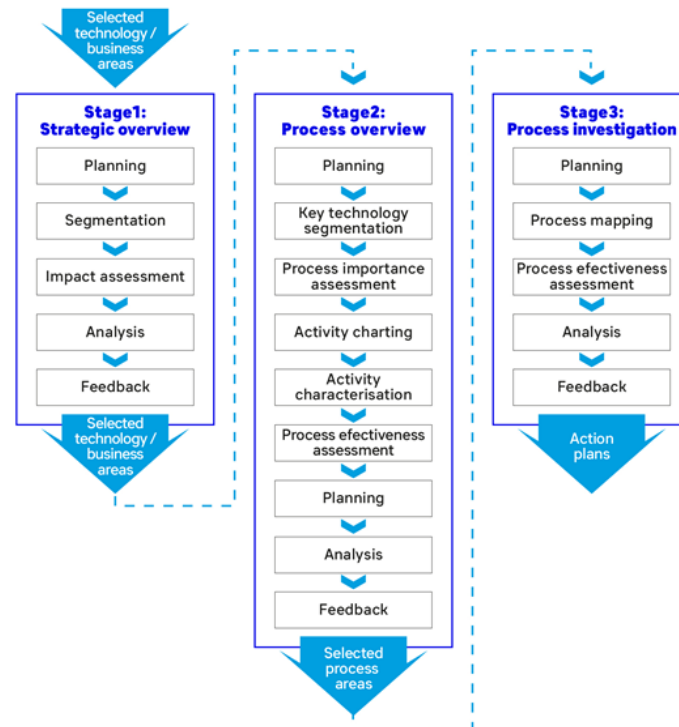 Selected
technology /
business
areas
Stage1:
Strategic overview
Planning
Segmentation
Impact assessment
Analysis
Feedback
Selected
technology /
business
areas
Stage2:
Process overview
Planning
Key technology
segmentation
Process importance
assessment
Activity charting
Activity
characterisation
Process efectiveness
assessment
Planning
Analysis
Feedback
Selected
process
areas
Stage3:
Process investigation
Planning
Process mapping
Process efectiveness
assessment
Analysis
Feedback
Action
plans